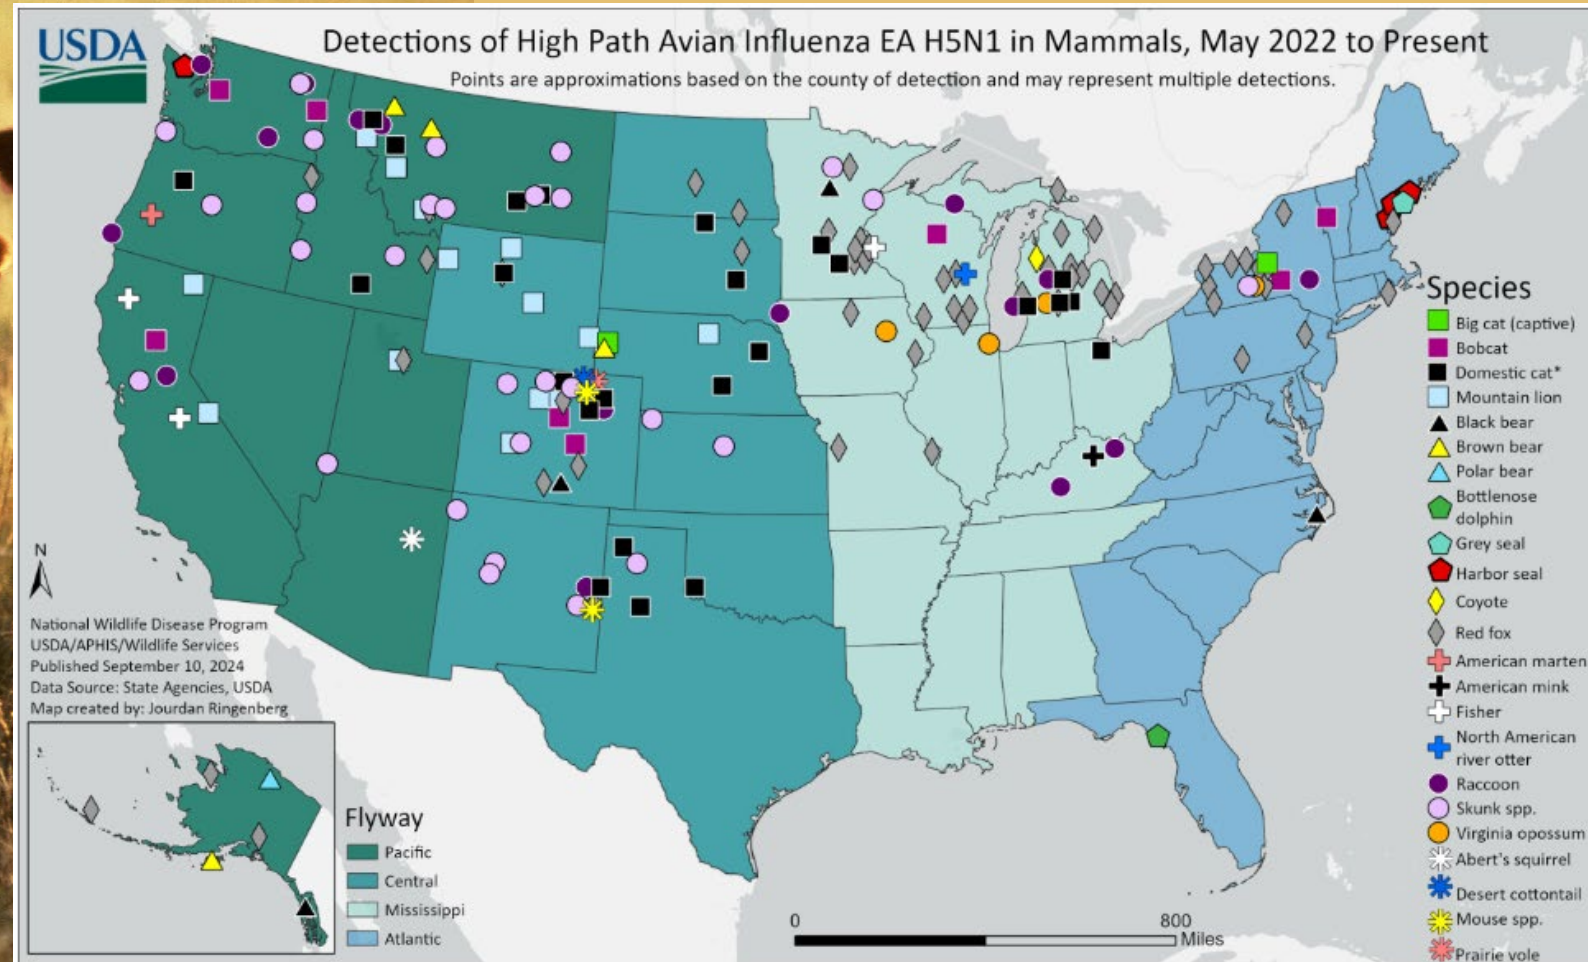 USDA
Detections of High Path Avian Influenza EA H5N1 in Mammals, May 2022 to Present
Points are approximations based on the county of detection and may represent multiple detections.
Species
Big cat (captive)
Bobcat
Domestic cat*
Mountain lion
Black bear
Brown bear
Polar bear
Bottlenose
dolphin
Grey seal
Harbor seal
Coyote
Red fox
American marten
American mink
Fisher
North American
river otter
Raccoon
Skunk spp.
Virginia opossum
Abert's squirrel
Desert cottontail
Mouse spp.
Prairie vole
N
National Wildlife Disease Program
USDA/APHIS/Wildlife Services
Published September 10, 2024
Data Source: State Agencies, USDA
Map created by: Jourdan Ringenberg
Flyway
Pacific
Central
Mississippi
Atlantic
0 800
Miles